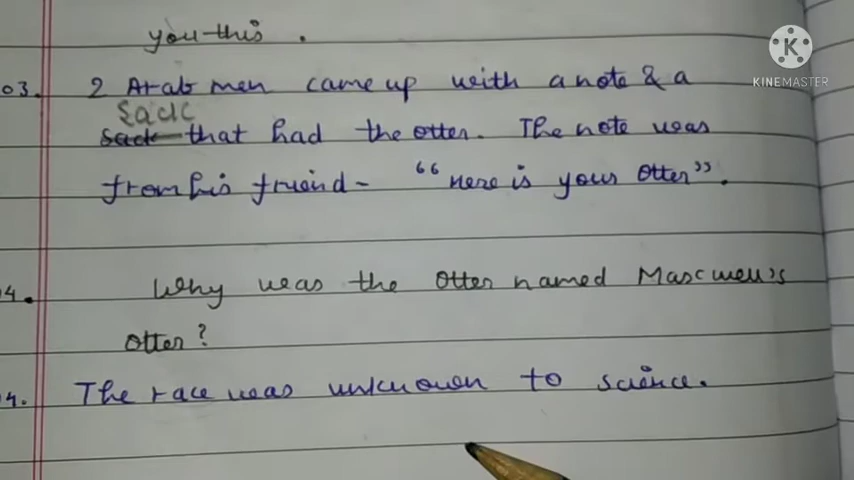 you this .
03. 2 Arab men came up with a note & a
sack
sack that had the otter. The note was
from his friend - "Here is your Otter".
4. Why was the Otter named Maxwell's
Otter?
4. The race was unknown to science.
K
KINEMASTER